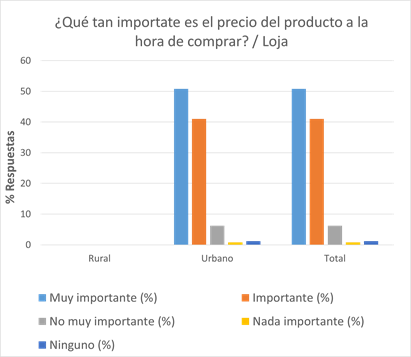 ¿Qué tan importate es el precio del producto a la
hora de comprar? / Loja
% Respuestas
60
50
40
30
20
10
0
Rural
Urbano
Total
Muy importante (%)
Importante (%)
No muy importante (%)
Nada importante (%)
Ninguno (%)